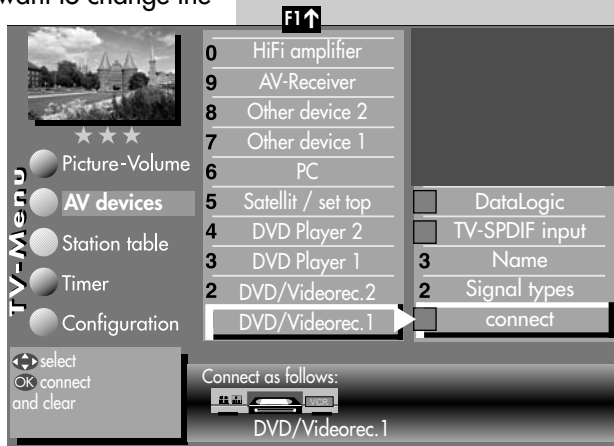 want to change the
F1↑
TV-Menu
Picture-Volume
AV devices
Station table
Timer
Configuration
0 HiFi amplifier
9 AV-Receiver
8 Other device 2
7 Other device 1
6 PC
5 Satellit / set top
4 DVD Player 2
3 DVD Player 1
2 DVD/Videorec.2
DVD/Videorec.1
DataLogic
TV-SPDIF input
3 Name
2 Signal types
connect
select
OK connect
and clear
Connect as follows:
VCR
DVD/Videorec.1